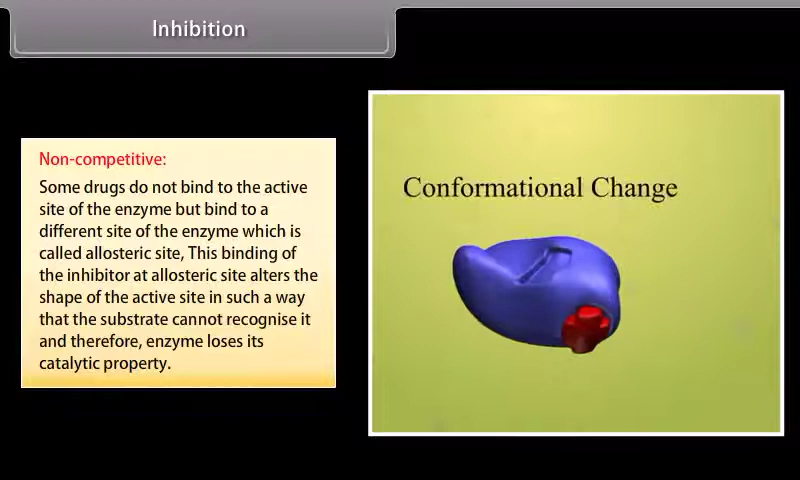 Inhibition
Non-competitive:
Some drugs do not bind to the active
site of the enzyme but bind to a
different site of the enzyme which is
called allosteric site, This binding of
the inhibitor at allosteric site alters the
shape of the active site in such a way
that the substrate cannot recognise it
and therefore, enzyme loses its
catalytic property.
Conformational Change